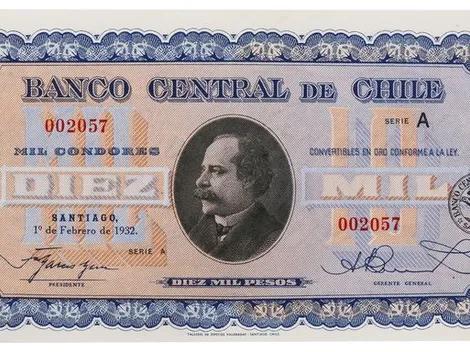 BANCO CENTRAL DE CHILE
002057
SERIE A
MIL CONDORES
CONVERTIBLES EN ORO CONFORME A LA LEY.
DIEZ MIL
SANTIAGO,
002057
1º de Febrero de 1932.
SERIE A
PRESIDENTE
DIEZ MIL PESOS
GERENTE GENERAL